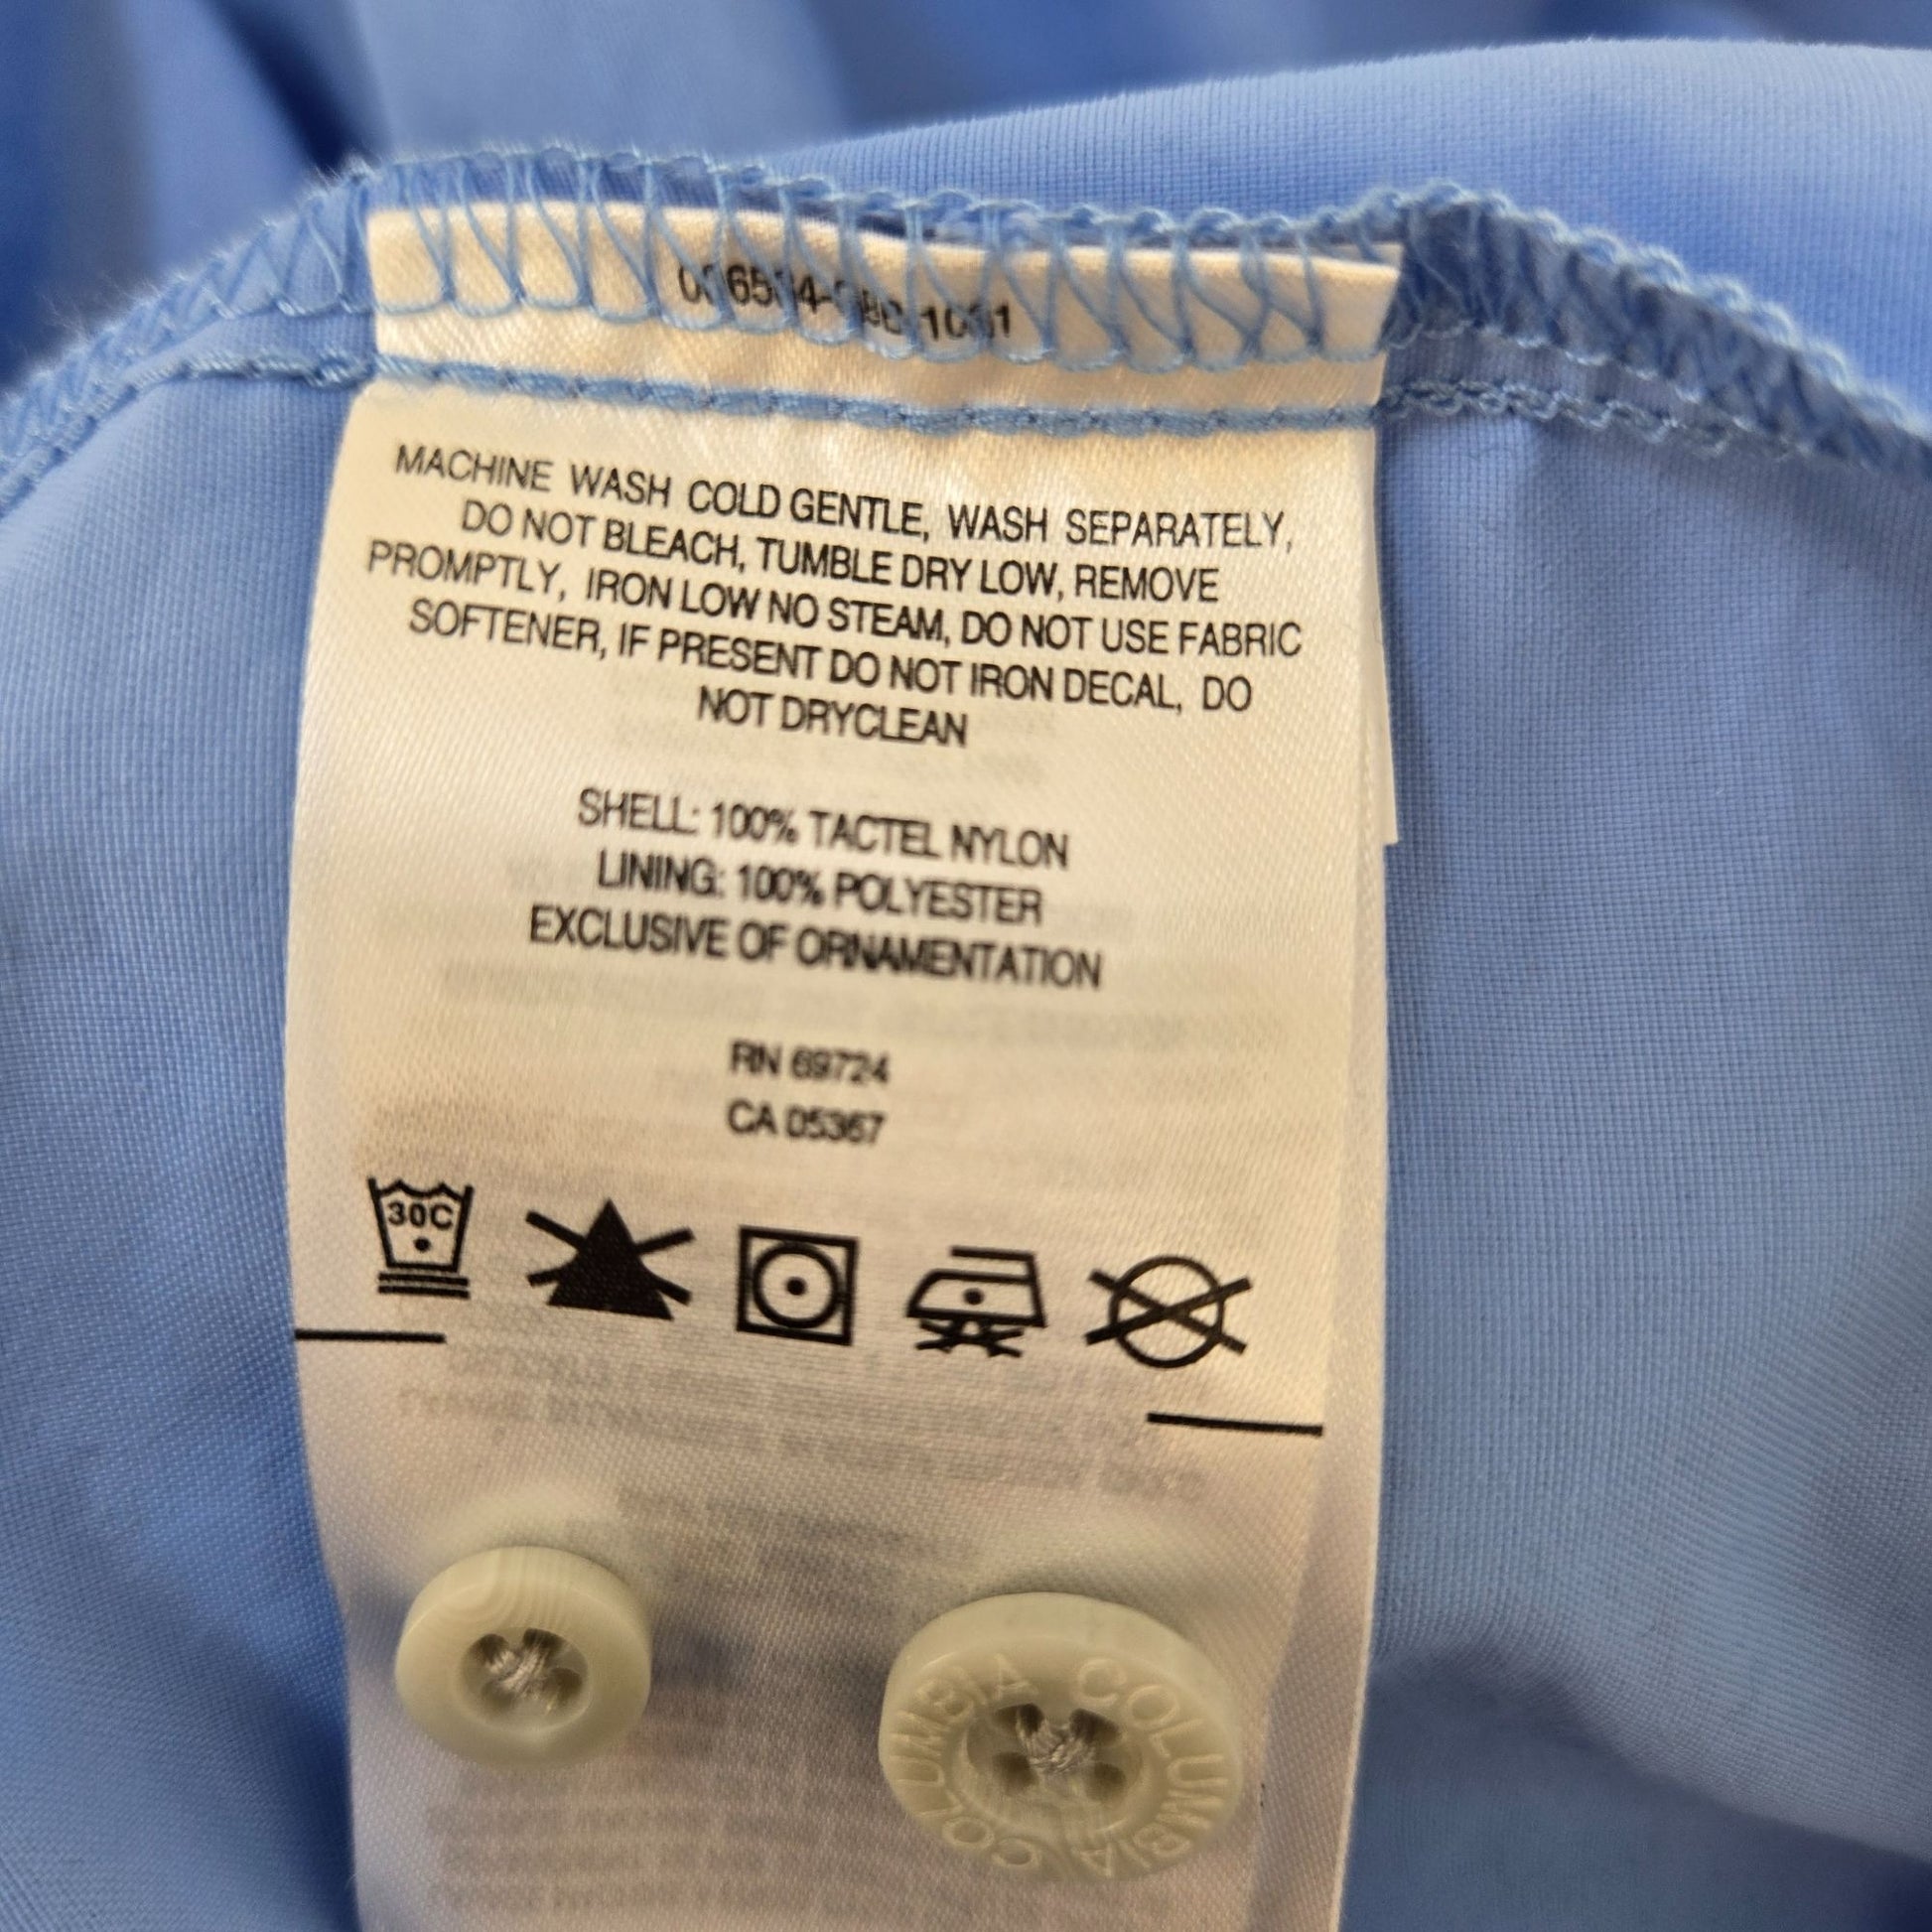 MACHINE WASH COLD GENTLE, WASH SEPARATELY,
DO NOT BLEACH, TUMBLE DRY LOW, REMOVE
PROMPTLY, IRON LOW NO STEAM, DO NOT USE FABRIC
SOFTENER, IF PRESENT DO NOT IRON DECAL, DO
NOT DRYCLEAN
SHELL: 100% TACTEL NYLON
LINING: 100% POLYESTER
EXCLUSIVE OF ORNAMENTATION
RN 69724
CA 05367
30C
COLUMBIA COLUMBIA COLUMBIA